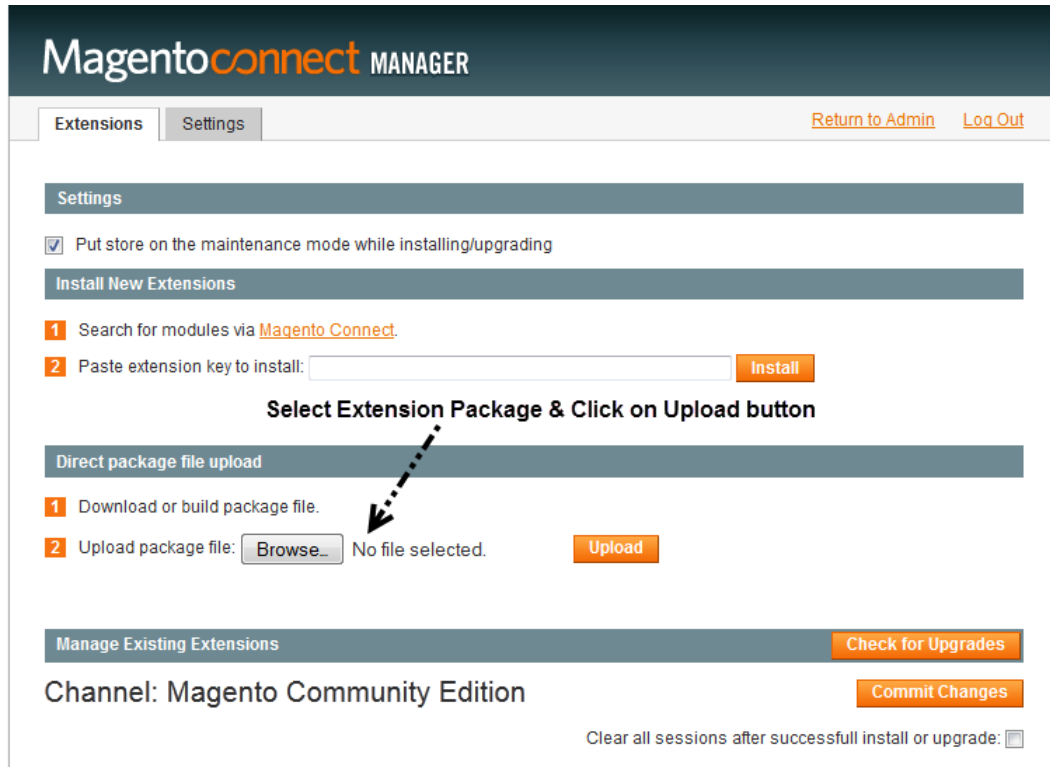 Magentoconnect MANAGER
Extensions Settings Return to Admin Log Out
Settings
Put store on the maintenance mode while installing/upgrading
Install New Extensions
1 Search for modules via Magento Connect.
2 Paste extension key to install: Install
Select Extension Package & Click on Upload button
Direct package file upload
1 Download or build package file.
2 Upload package file: Browse... No file selected. Upload
Manage Existing Extensions Check for Upgrades
Channel: Magento Community Edition Commit Changes
Clear all sessions after successfull install or upgrade: